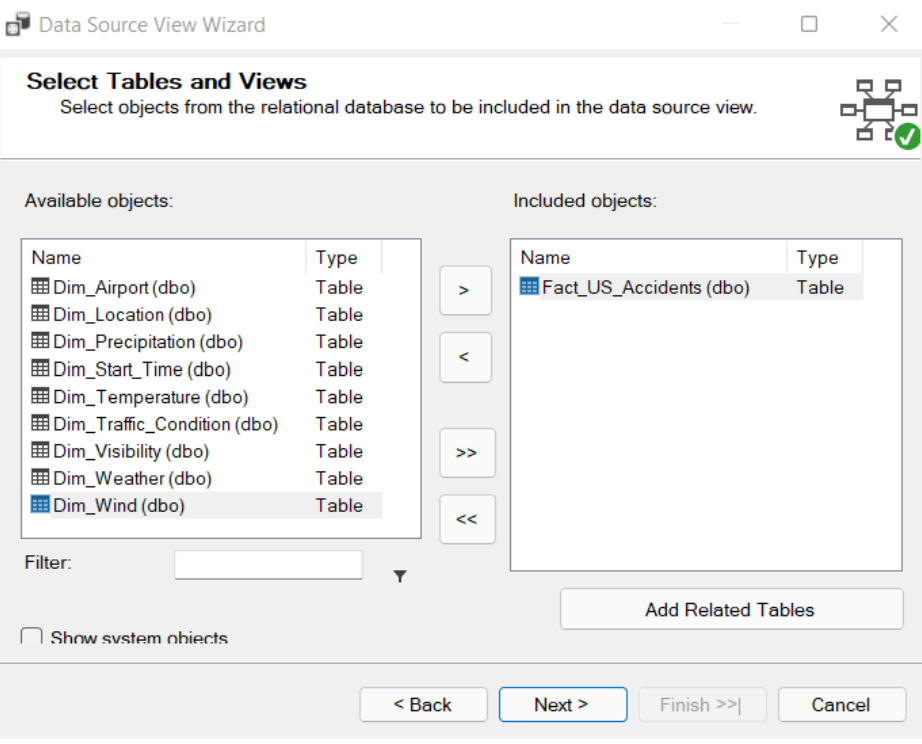 Data Source View Wizard
Select Tables and Views
Select objects from the relational database to be included in the data source view.
Available objects:
Name Type
Dim_Airport (dbo) Table
Dim_Location (dbo) Table
Dim_Precipitation (dbo) Table
Dim_Start_Time (dbo) Table
Dim_Temperature (dbo) Table
Dim_Traffic_Condition (dbo) Table
Dim_Visibility (dbo) Table
Dim_Weather (dbo) Table
Dim_Wind (dbo) Table
Filter:
Show system objects
>
<
>>
<<
Included objects:
Name Type
Fact_US_Accidents (dbo) Table
Add Related Tables
< Back Next > Finish >>| Cancel